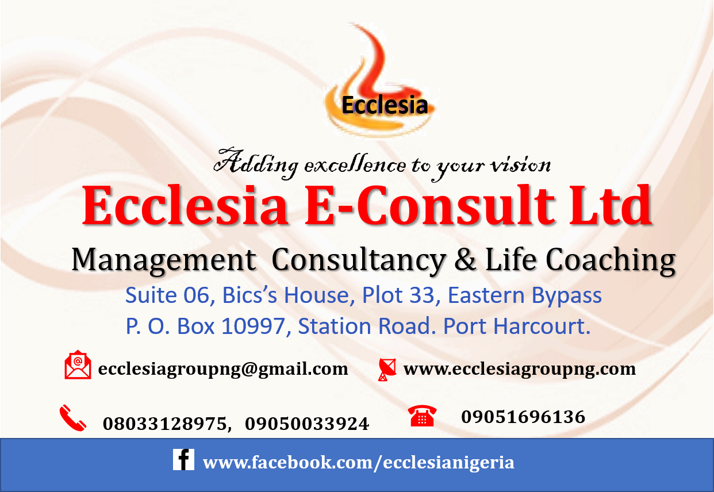 Ecclesia
Adding excellence to your vision
Ecclesia E-Consult Ltd
Management Consultancy & Life Coaching
Suite 06, Bics's House, Plot 33, Eastern Bypass
P. O. Box 10997, Station Road. Port Harcourt.
ecclesiagroupng@gmail.com www.ecclesiagroupng.com
08033128975, 09050033924 09051696136
www.facebook.com/ecclesianigeria